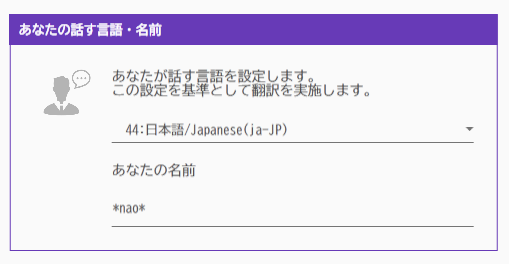 あなたの話す言語・名前
あなたが話す言語を設定します。
この設定を基準として翻訳を実施します。
44:日本語/Japanese(ja-JP)
あなたの名前
*nao*